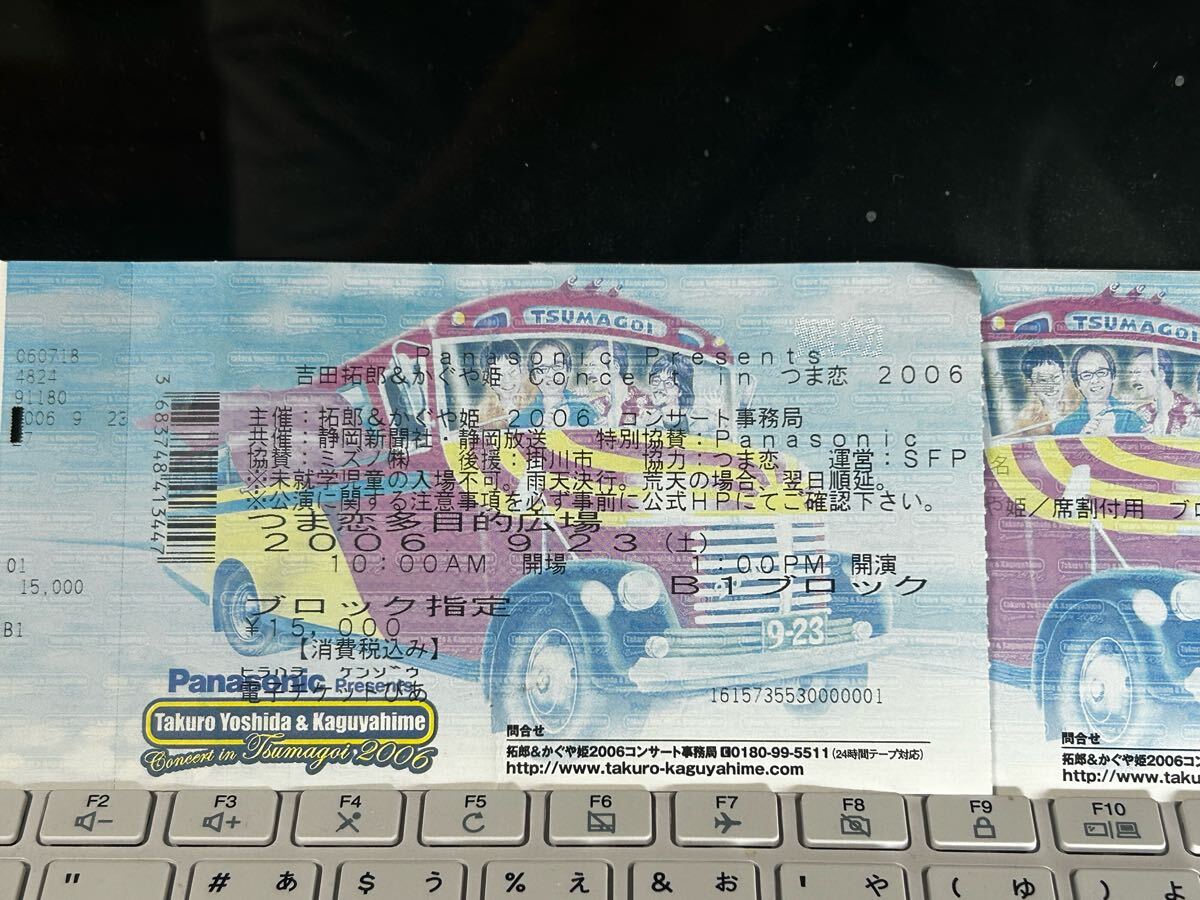 060718
4824
91180
006 9 23
01
15,000
B1
3 683748413447
TSUMAGOI
Panasonic Presents
吉田拓郎&かぐや姫 Concert in つま恋 2006
主催:拓郎&かぐや姫 2006 コンサート事務局
共催:静岡新聞社・静岡放送 特別協賛:Panasonic
協賛:ミズノ㈱ 後援:掛川市 協力:つま恋 運営:SFP
※未就学児童の入場不可。雨天決行。荒天の場合、翌日順延。
※公演に関する注意事項を必ず事前に公式HPにてご確認下さい。
つま恋多目的広場
2006. 9.23(土)
10:00AM 開場 1:00PM 開演
B1ブロック
ブロック指定
¥15,000
【消費税込み】
9-23
ヒラハラ ケンゾウ
Panasonic Presents
電子チケットぴあ
1615735530000001
Takuro Yoshida & Kaguyahime
Concert in Tsumagoi 2006
問合せ
拓郎&かぐや姫2006コンサート事務局 0180-99-5511(24時間テープ対応)
http://www.takuro-kaguyahime.com
TSUMAGOI
名
姫/席割付用 ブロ
問合せ
拓郎&かぐや姫2006コン
http://www.takuro
F2
F3
F4
F5
F6
F7
F8
F9
F10
"
# あ
$ う
% え
& お
' や
( ゆ
) よ